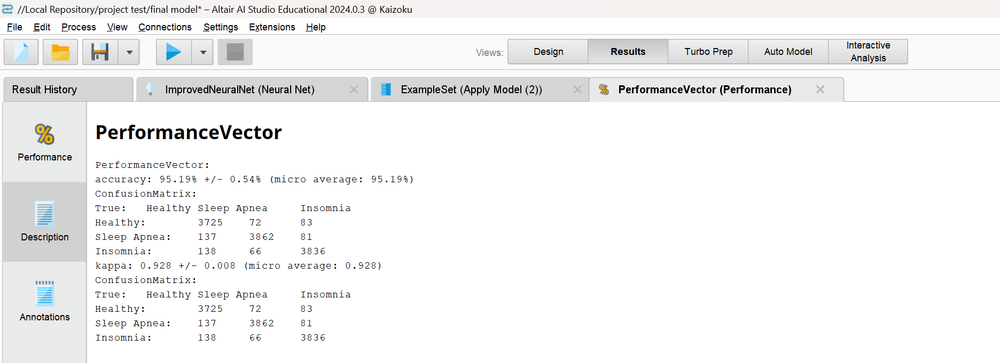 //Local Repository/project test/final model* – Altair AI Studio Educational 2024.0.3 @ Kaizoku
File Edit Process View Connections Settings Extensions Help
Views: Design Results Turbo Prep Auto Model Interactive Analysis
Result History ImprovedNeuralNet (Neural Net) ExampleSet (Apply Model (2)) PerformanceVector (Performance)
%
Performance
Description
Annotations
PerformanceVector
PerformanceVector:
accuracy: 95.19% +/- 0.54% (micro average: 95.19%)
ConfusionMatrix:
True: Healthy Sleep Apnea Insomnia
Healthy: 3725 72 83
Sleep Apnea: 137 3862 81
Insomnia: 138 66 3836
kappa: 0.928 +/- 0.008 (micro average: 0.928)
ConfusionMatrix:
True: Healthy Sleep Apnea Insomnia
Healthy: 3725 72 83
Sleep Apnea: 137 3862 81
Insomnia: 138 66 3836